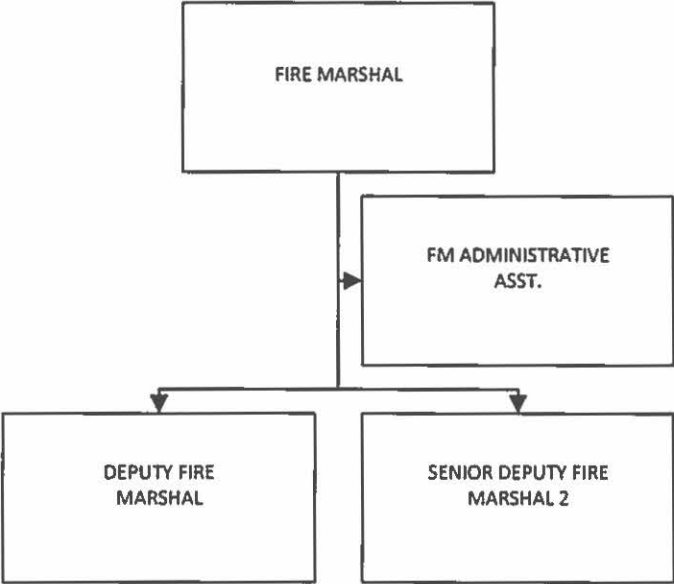 FIRE MARSHAL
FM ADMINISTRATIVE
ASST.
DEPUTY FIRE
MARSHAL
SENIOR DEPUTY FIRE
MARSHAL 2